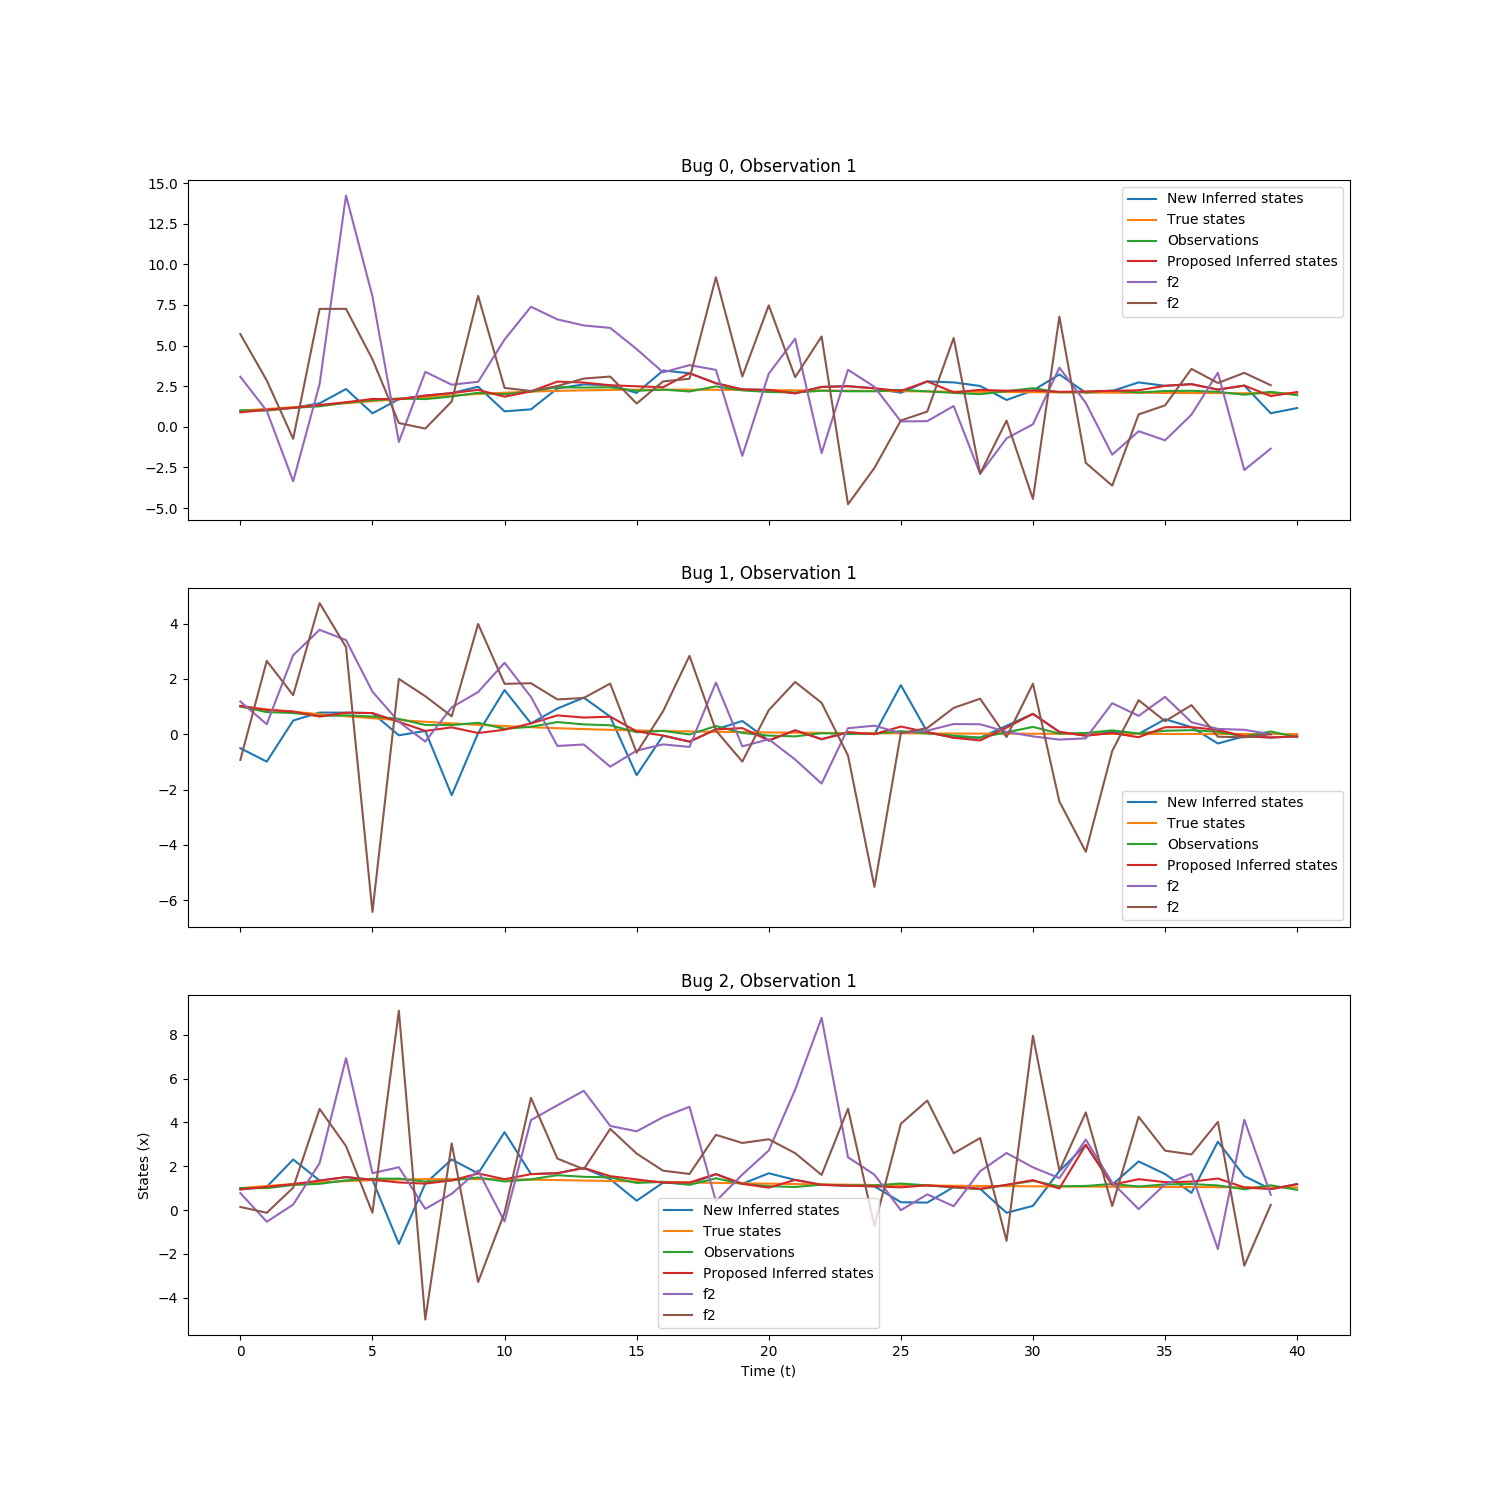 Bug 0, Observation 1
15.0
12.5
10.0
7.5
5.0
2.5
0.0
−2.5
−5.0
New Inferred states
True states
Observations
Proposed Inferred states
f2
f2
Bug 1, Observation 1
4
2
0
−2
−4
−6
New Inferred states
True states
Observations
Proposed Inferred states
f2
f2
Bug 2, Observation 1
States (x)
8
6
4
2
0
−2
−4
New Inferred states
True states
Observations
Proposed Inferred states
f2
f2
0 5 10 15 20 25 30 35 40
Time (t)